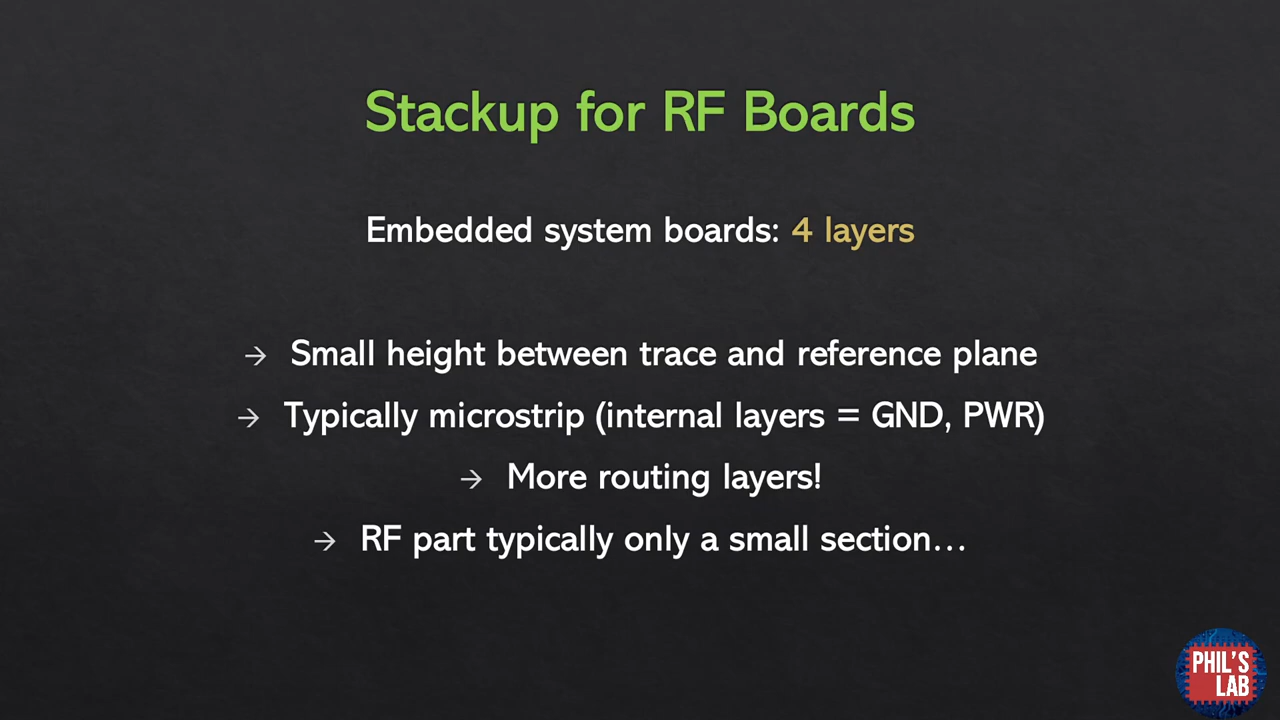 Stackup for RF Boards
Embedded system boards: 4 layers
→ Small height between trace and reference plane
→ Typically microstrip (internal layers = GND, PWR)
→ More routing layers!
→ RF part typically only a small section…
PHIL'S
LAB